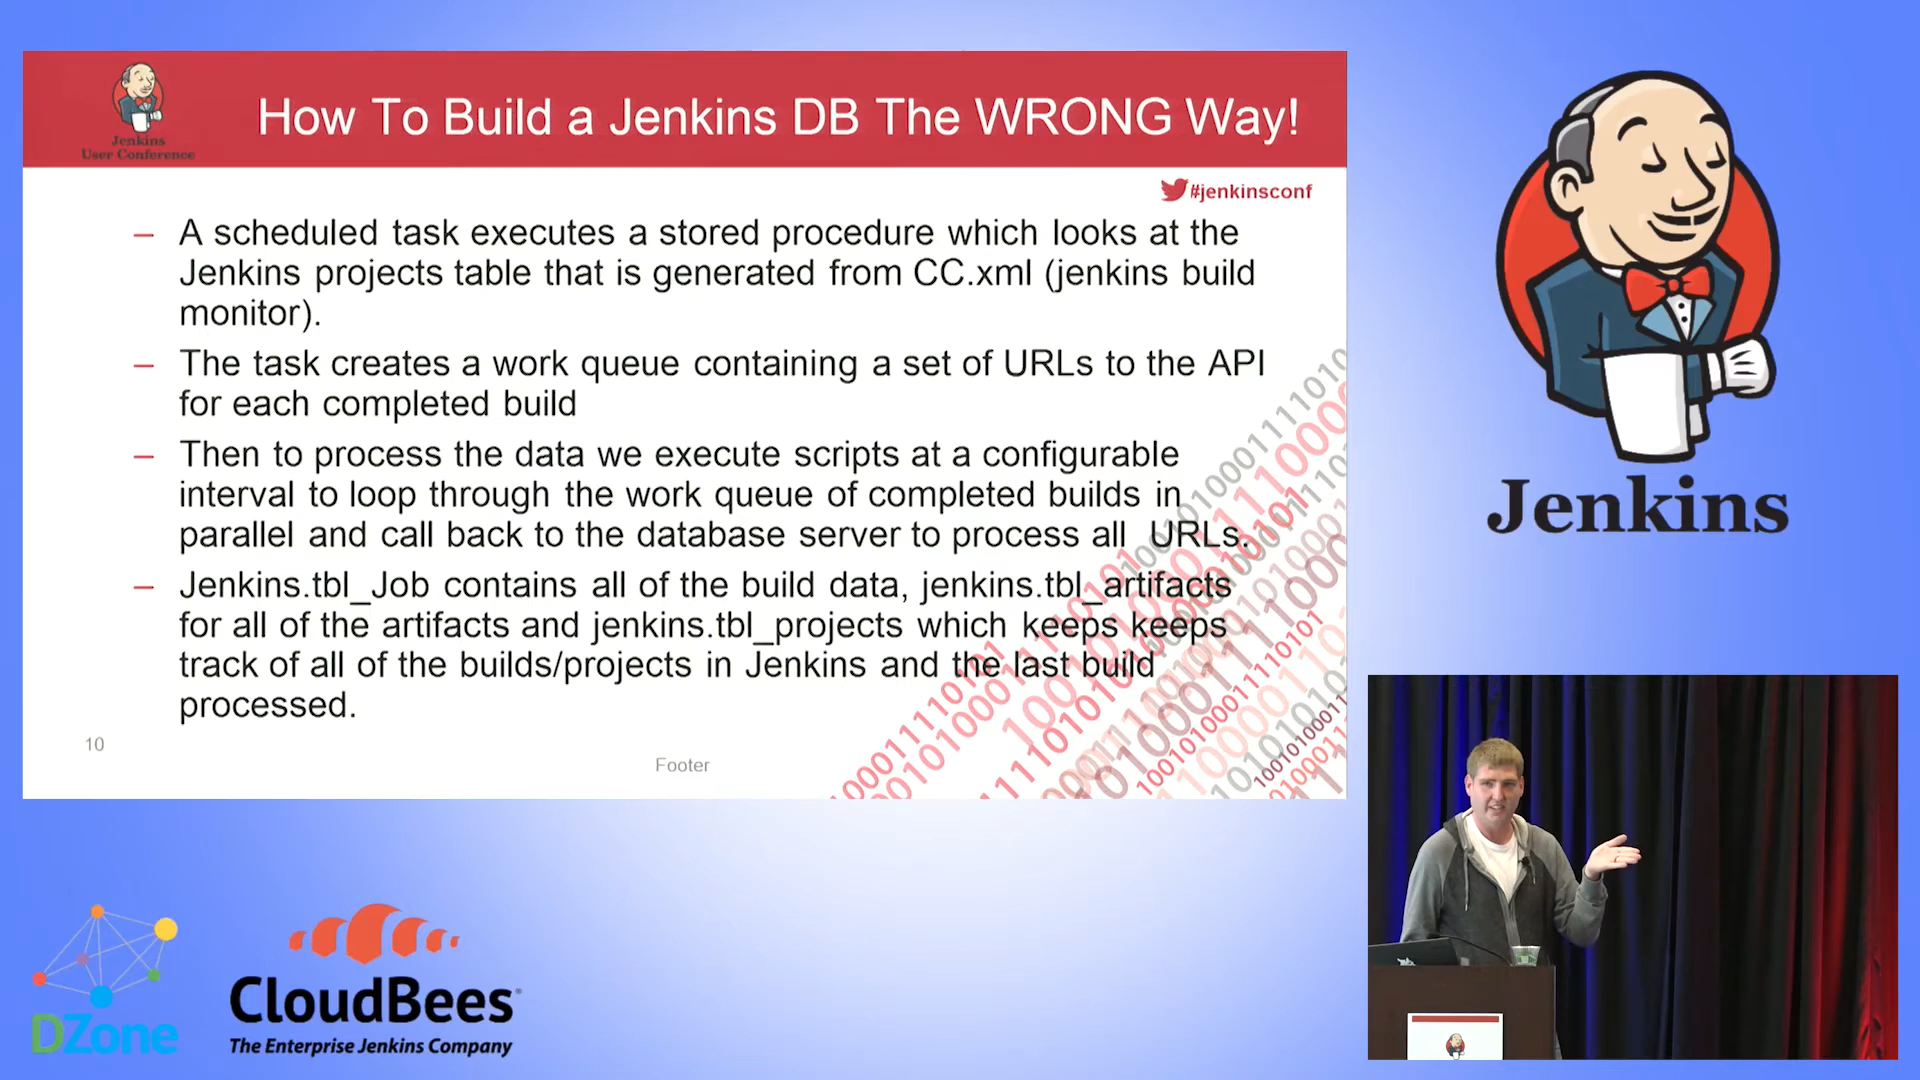 Jenkins
User Conference
How To Build a Jenkins DB The WRONG Way!
#jenkinsconf
– A scheduled task executes a stored procedure which looks at the
Jenkins projects table that is generated from CC.xml (jenkins build
monitor).
– The task creates a work queue containing a set of URLs to the API
for each completed build
– Then to process the data we execute scripts at a configurable
interval to loop through the work queue of completed builds in
parallel and call back to the database server to process all URLs.
– Jenkins.tbl_Job contains all of the build data, jenkins.tbl_artifacts
for all of the artifacts and jenkins.tbl_projects which keeps keeps
track of all of the builds/projects in Jenkins and the last build
processed.
10
Footer
Jenkins
DZone
CloudBees
The Enterprise Jenkins Company